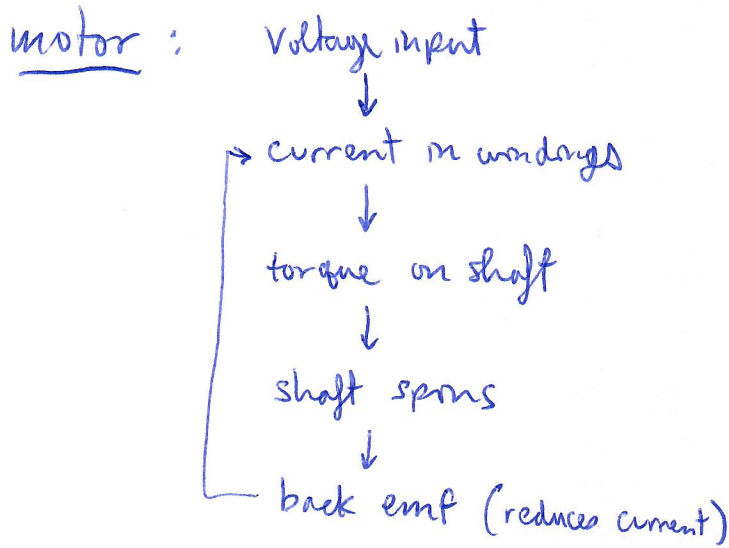 motor : Voltage input
current in windings
torque on shaft
shaft spins
back emf (reduces current)